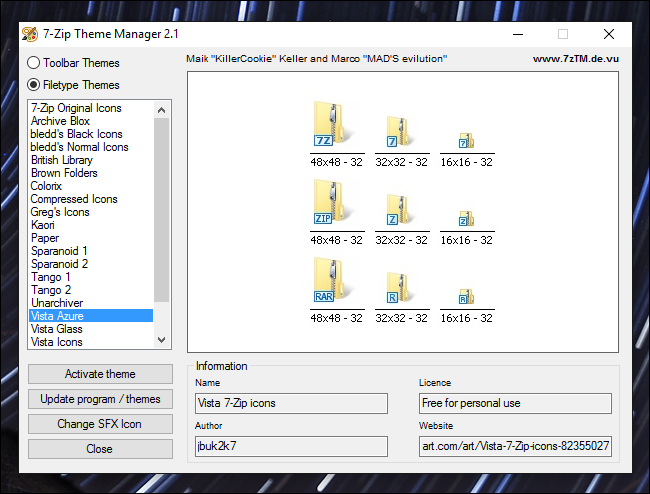 7-Zip Theme Manager 2.1
Toolbar Themes
Filetype Themes
Maik "KillerCookie" Keller and Marco "MAD'S evilution"
www.7zTM.de.vu
7-Zip Original Icons
Archive Blox
bledd's Black Icons
bledd's Normal Icons
British Library
Brown Folders
Colorix
Compressed Icons
Greg's Icons
Kaori
Paper
Sparanoid 1
Sparanoid 2
Tango 1
Tango 2
Unarchiver
Vista Azure
Vista Glass
Vista Icons
7Z 7 7
48x48 - 32 32x32 - 32 16x16 - 32
ZIP Z Z
48x48 - 32 32x32 - 32 16x16 - 32
RAR R R
48x48 - 32 32x32 - 32 16x16 - 32
Activate theme
Update program / themes
Change SFX Icon
Close
Information
Name
Vista 7-Zip icons
Licence
Free for personal use
Author
jbuk2k7
Website
art.com/art/Vista-7-Zip-icons-82355027